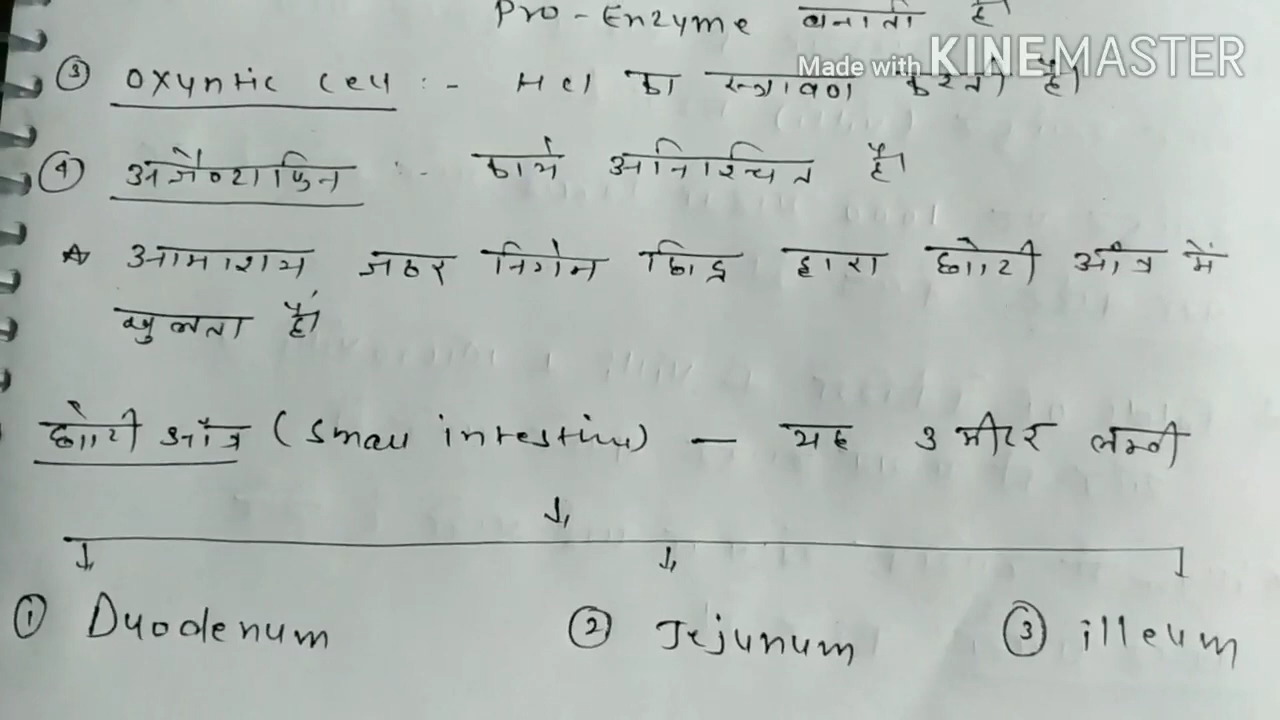 Pro-Enzyme बनाती है
Made with KINEMASTER
③ Oxyntic cell :- HCl का स्त्रावण करती है।
④ अर्जेण्टाफिन :- कार्य अनिश्चित है।
☆ आमाशय जठर निर्गम छिद्र द्वारा छोटी आँत्र में
खुलता है।
छोटी आँत्र (Small intestine) — यह 3 मीटर लम्बी
① Duodenum ② Jejunum ③ illeum